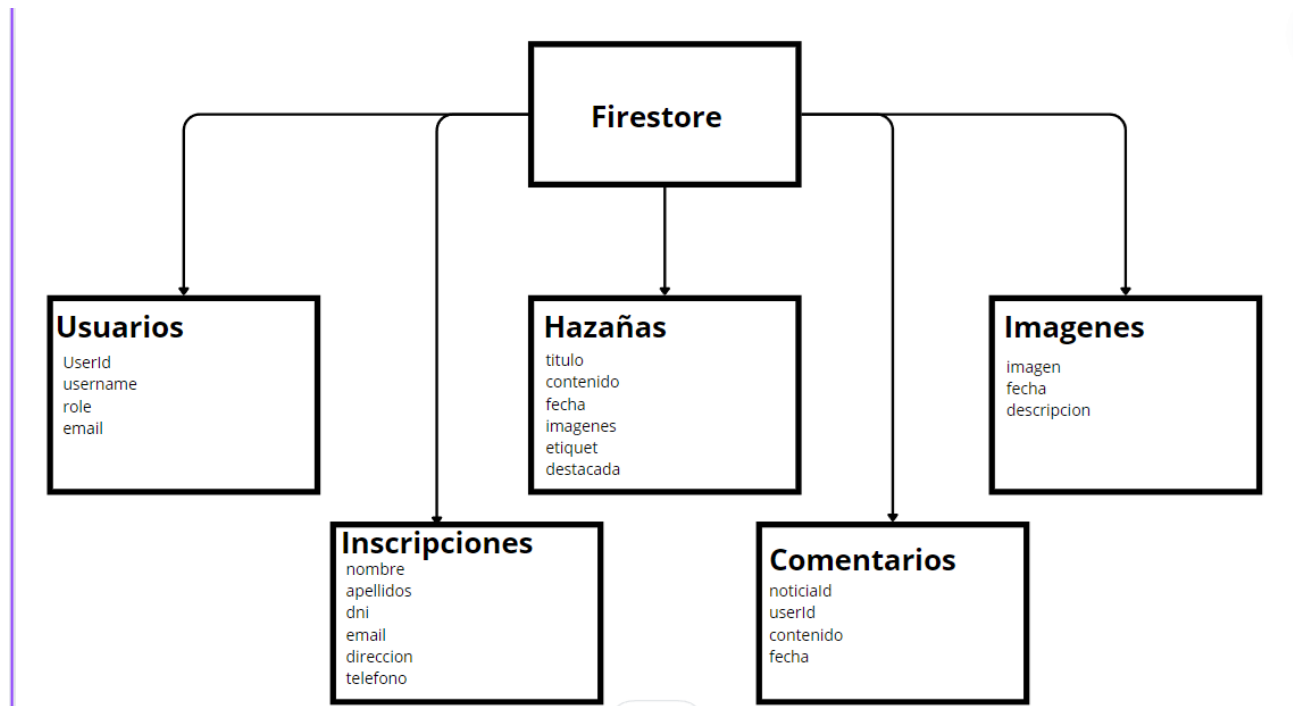 Firestore
Usuarios
UserId
username
role
email
Hazañas
titulo
contenido
fecha
imagenes
etiquet
destacada
Imagenes
imagen
fecha
descripcion
Inscripciones
nombre
apellidos
dni
email
direccion
telefono
Comentarios
noticiaId
userId
contenido
fecha